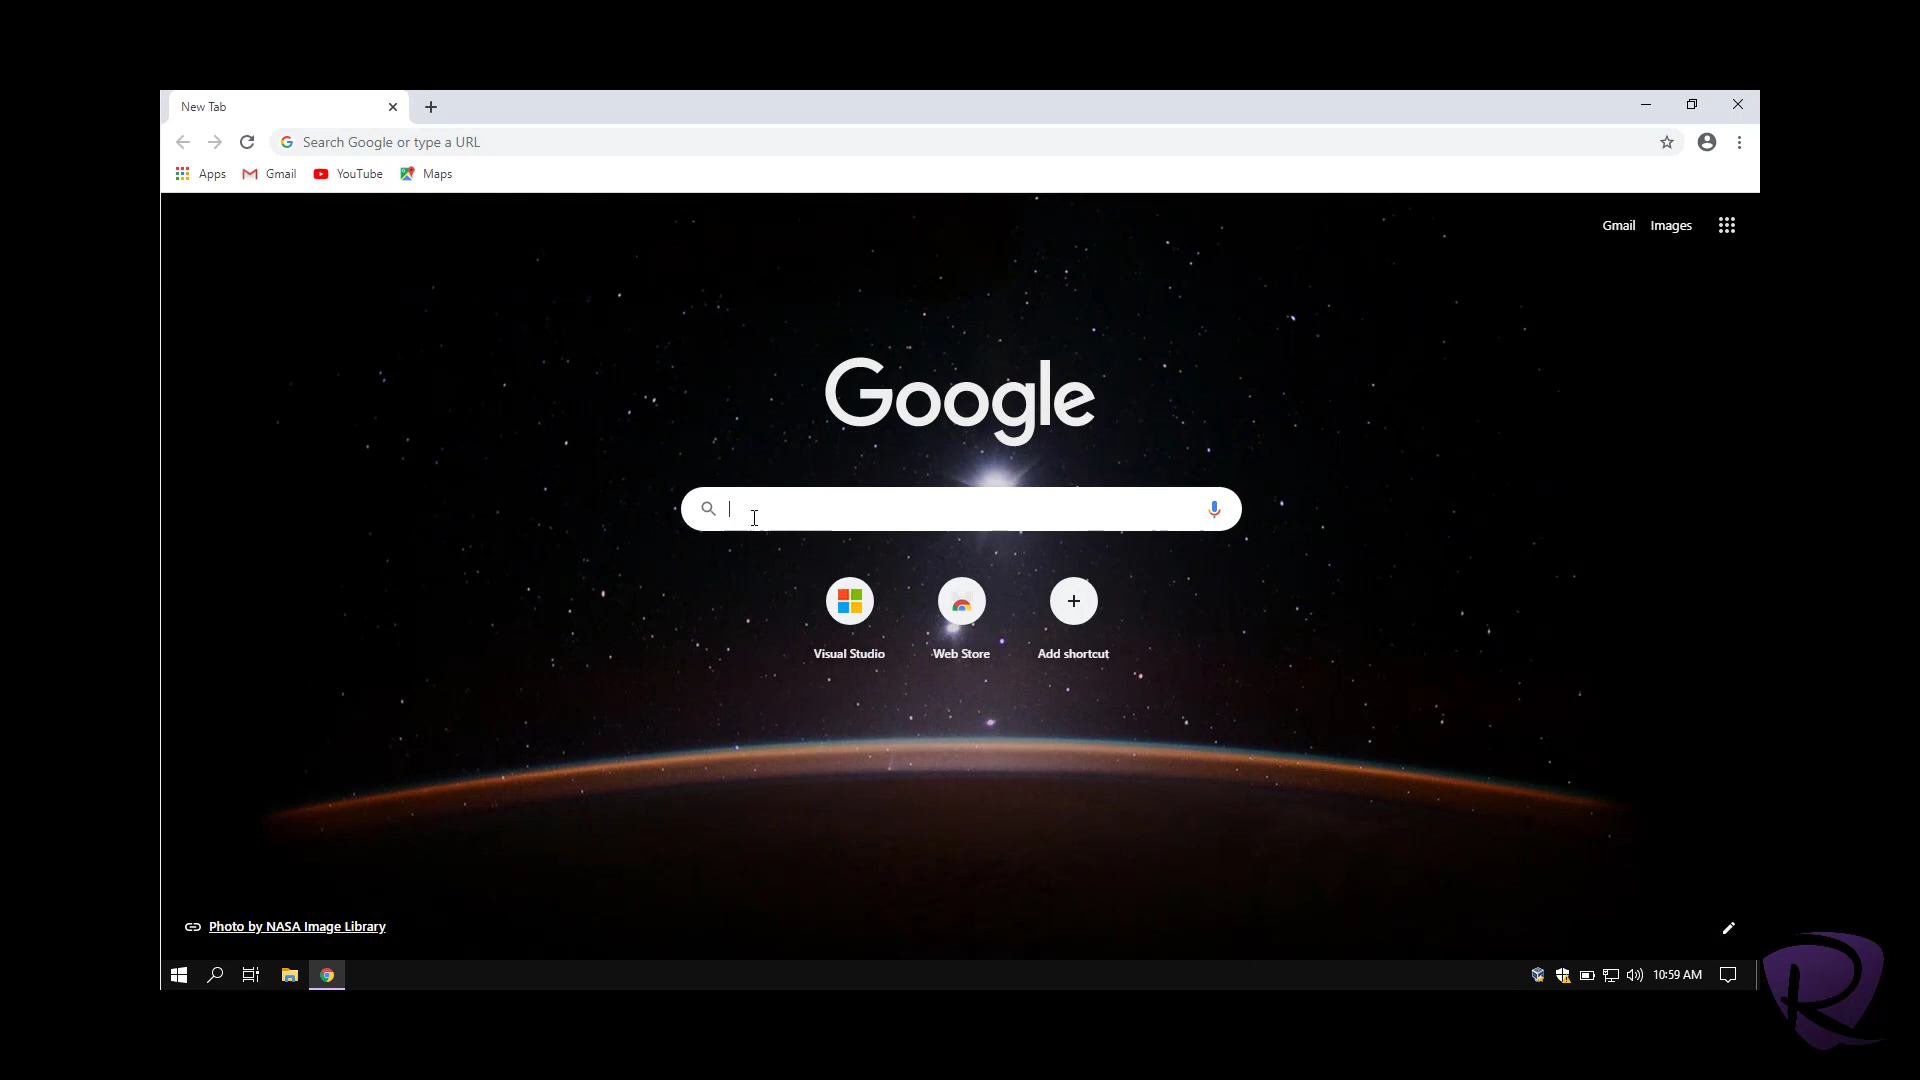 New Tab
Search Google or type a URL
Apps Gmail YouTube Maps
Gmail Images
Google
Visual Studio Web Store Add shortcut
Photo by NASA Image Library
10:59 AM
R